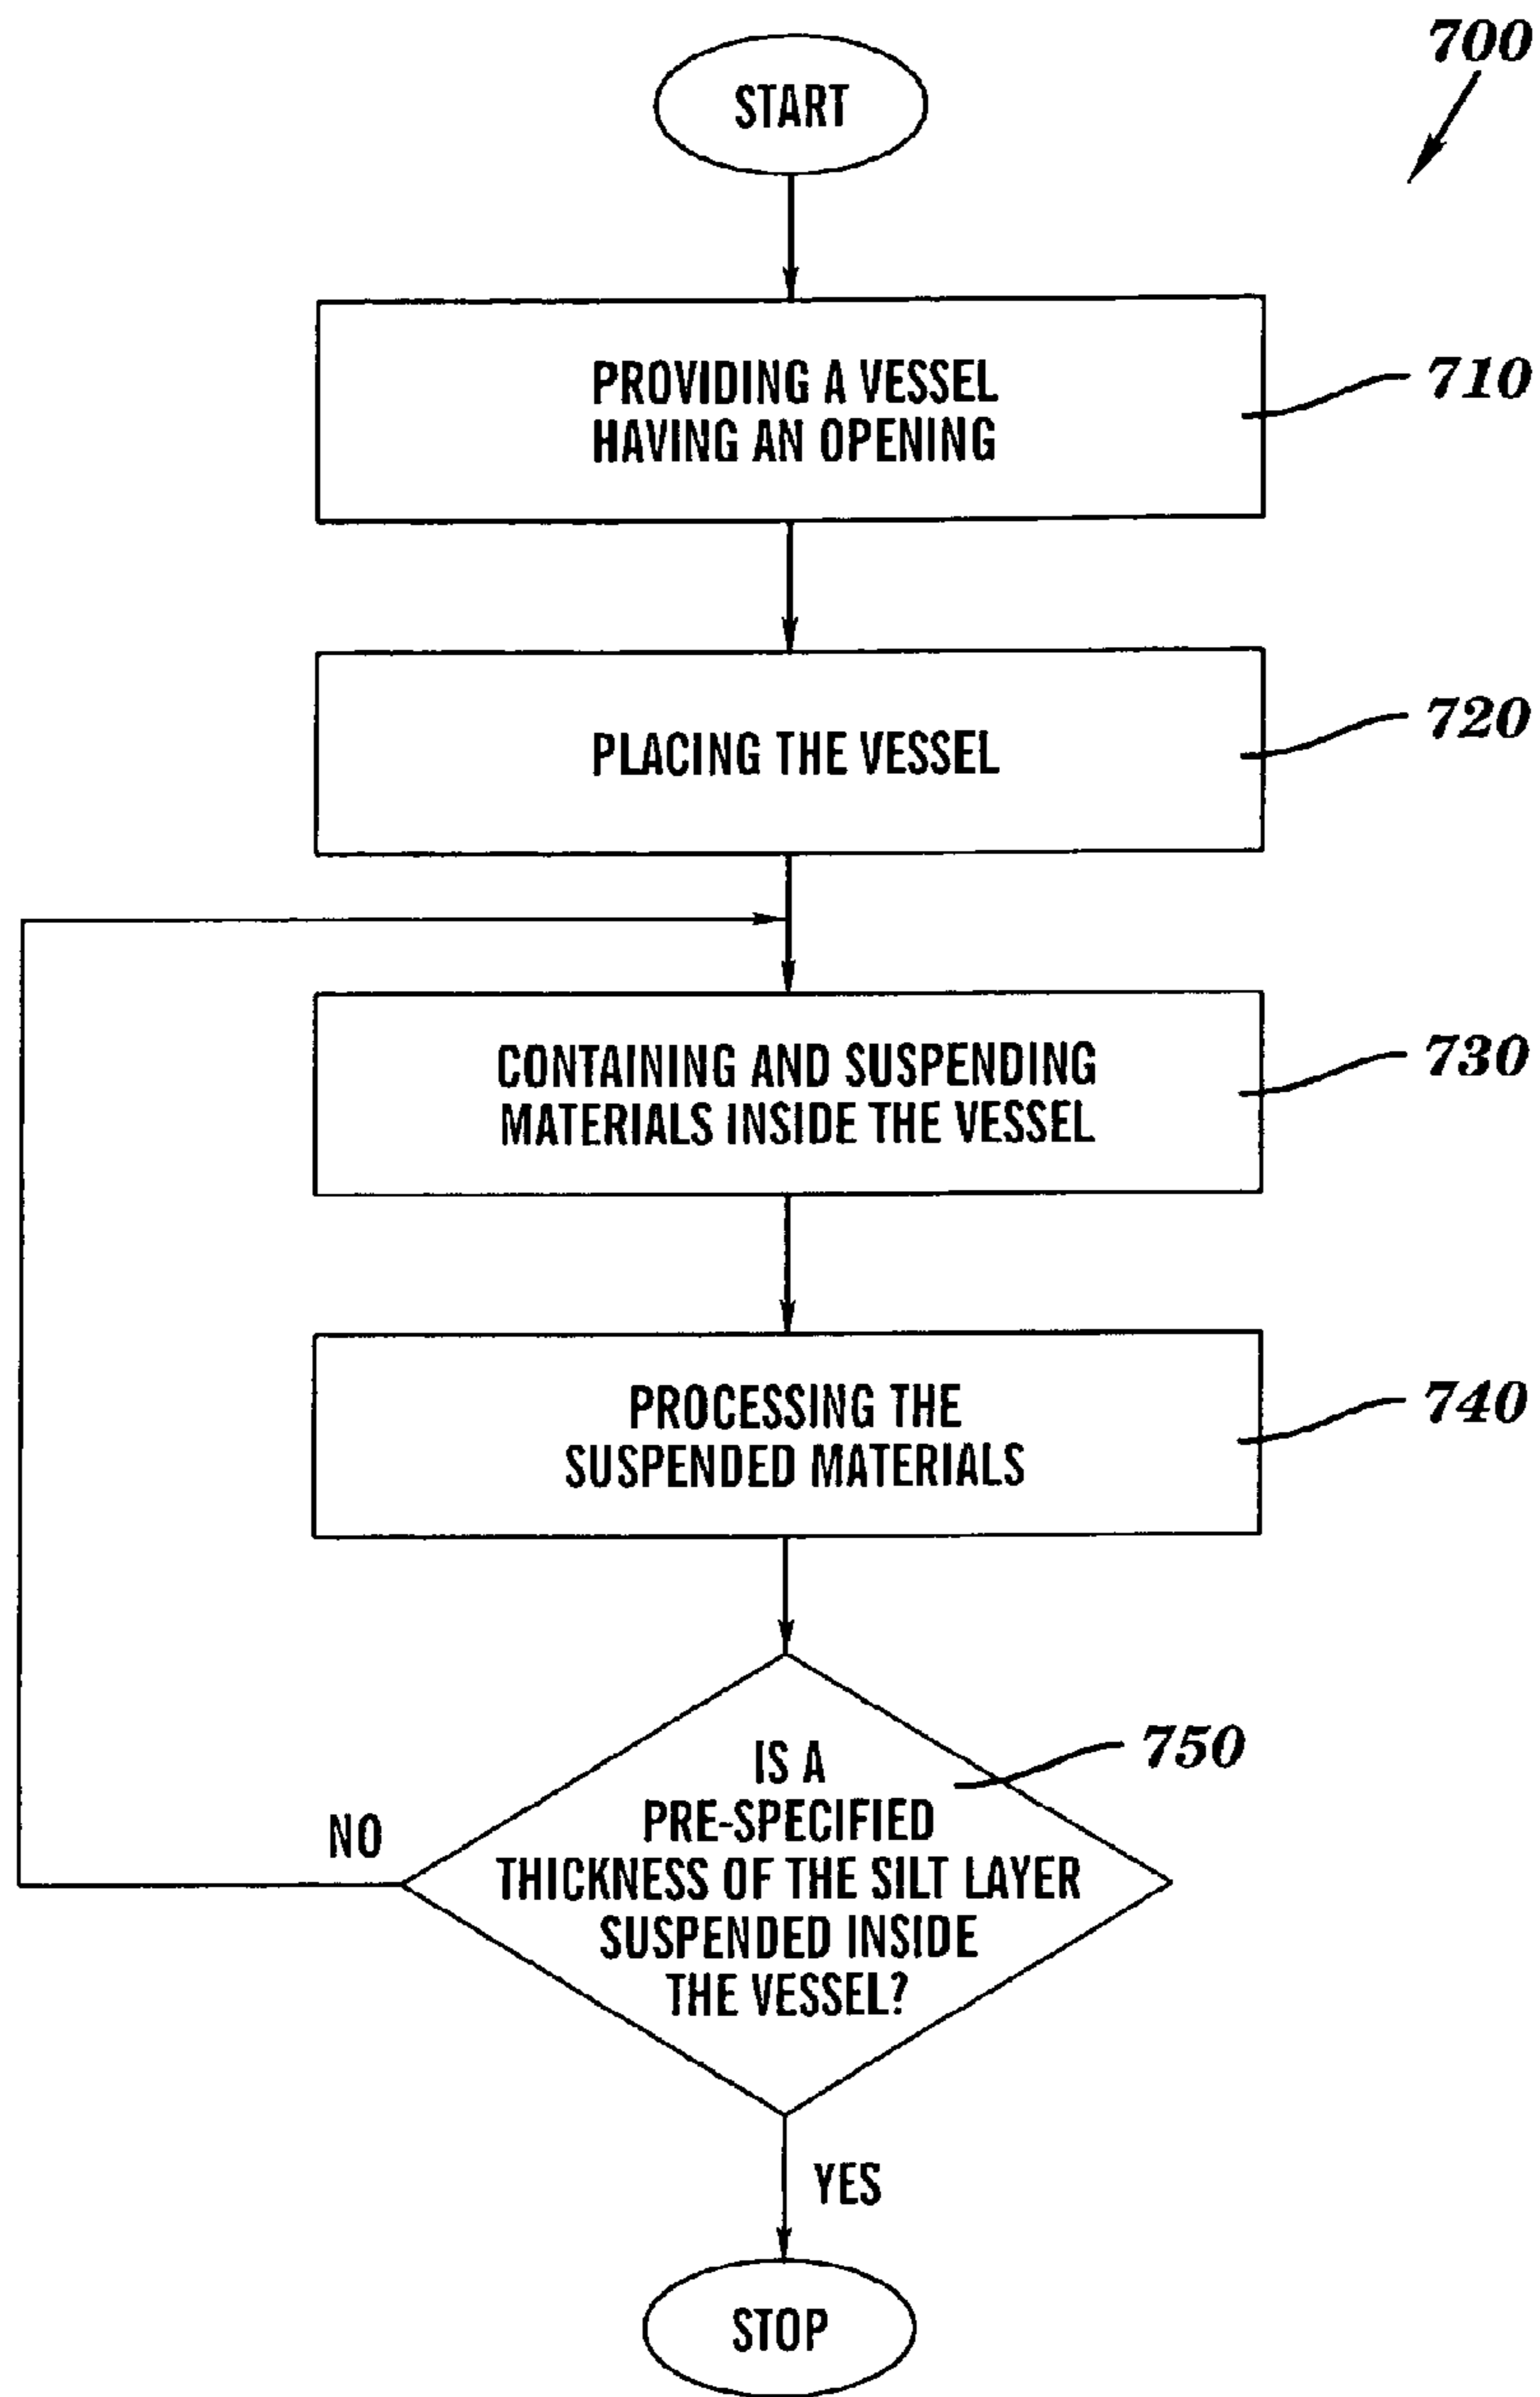 700
START
PROVIDING A VESSEL
HAVING AN OPENING
710
PLACING THE VESSEL
720
CONTAINING AND SUSPENDING
MATERIALS INSIDE THE VESSEL
730
PROCESSING THE
SUSPENDED MATERIALS
740
IS A
PRE-SPECIFIED
THICKNESS OF THE SILT LAYER
SUSPENDED INSIDE
THE VESSEL?
750
NO
YES
STOP